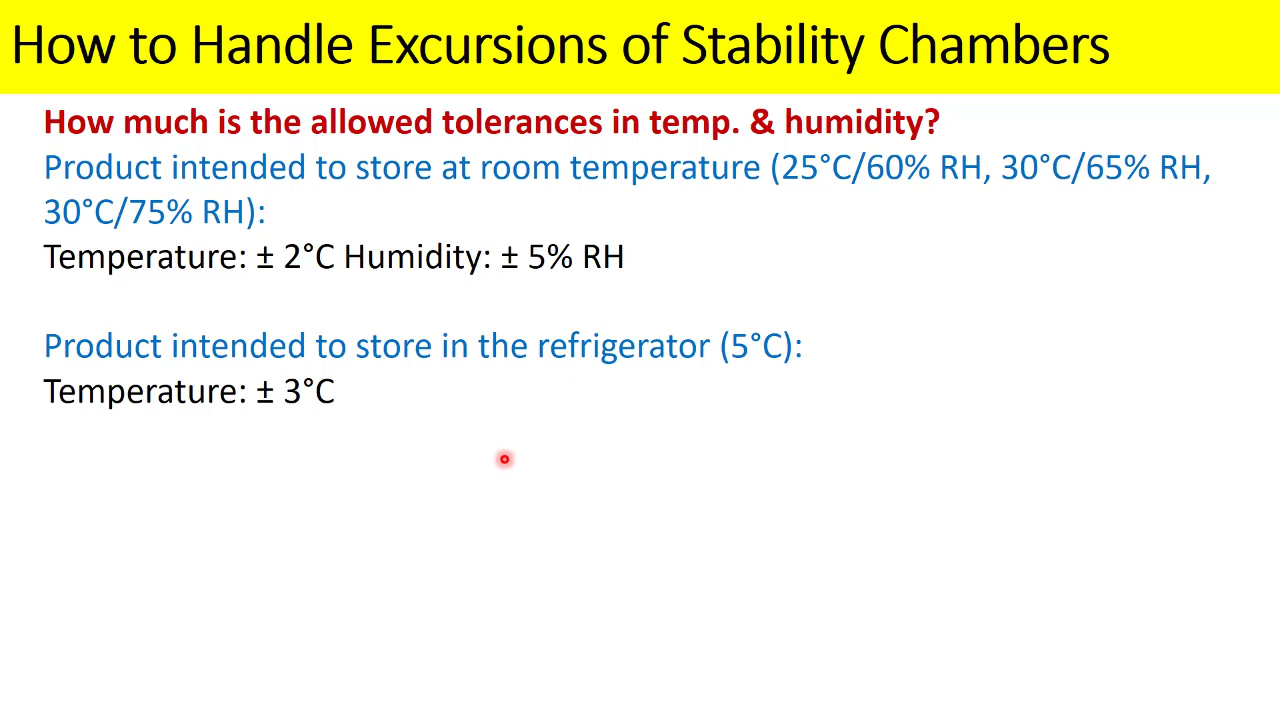 How to Handle Excursions of Stability Chambers
How much is the allowed tolerances in temp. & humidity?
Product intended to store at room temperature (25°C/60% RH, 30°C/65% RH,
30°C/75% RH):
Temperature: ± 2°C Humidity: ± 5% RH
Product intended to store in the refrigerator (5°C):
Temperature: ± 3°C